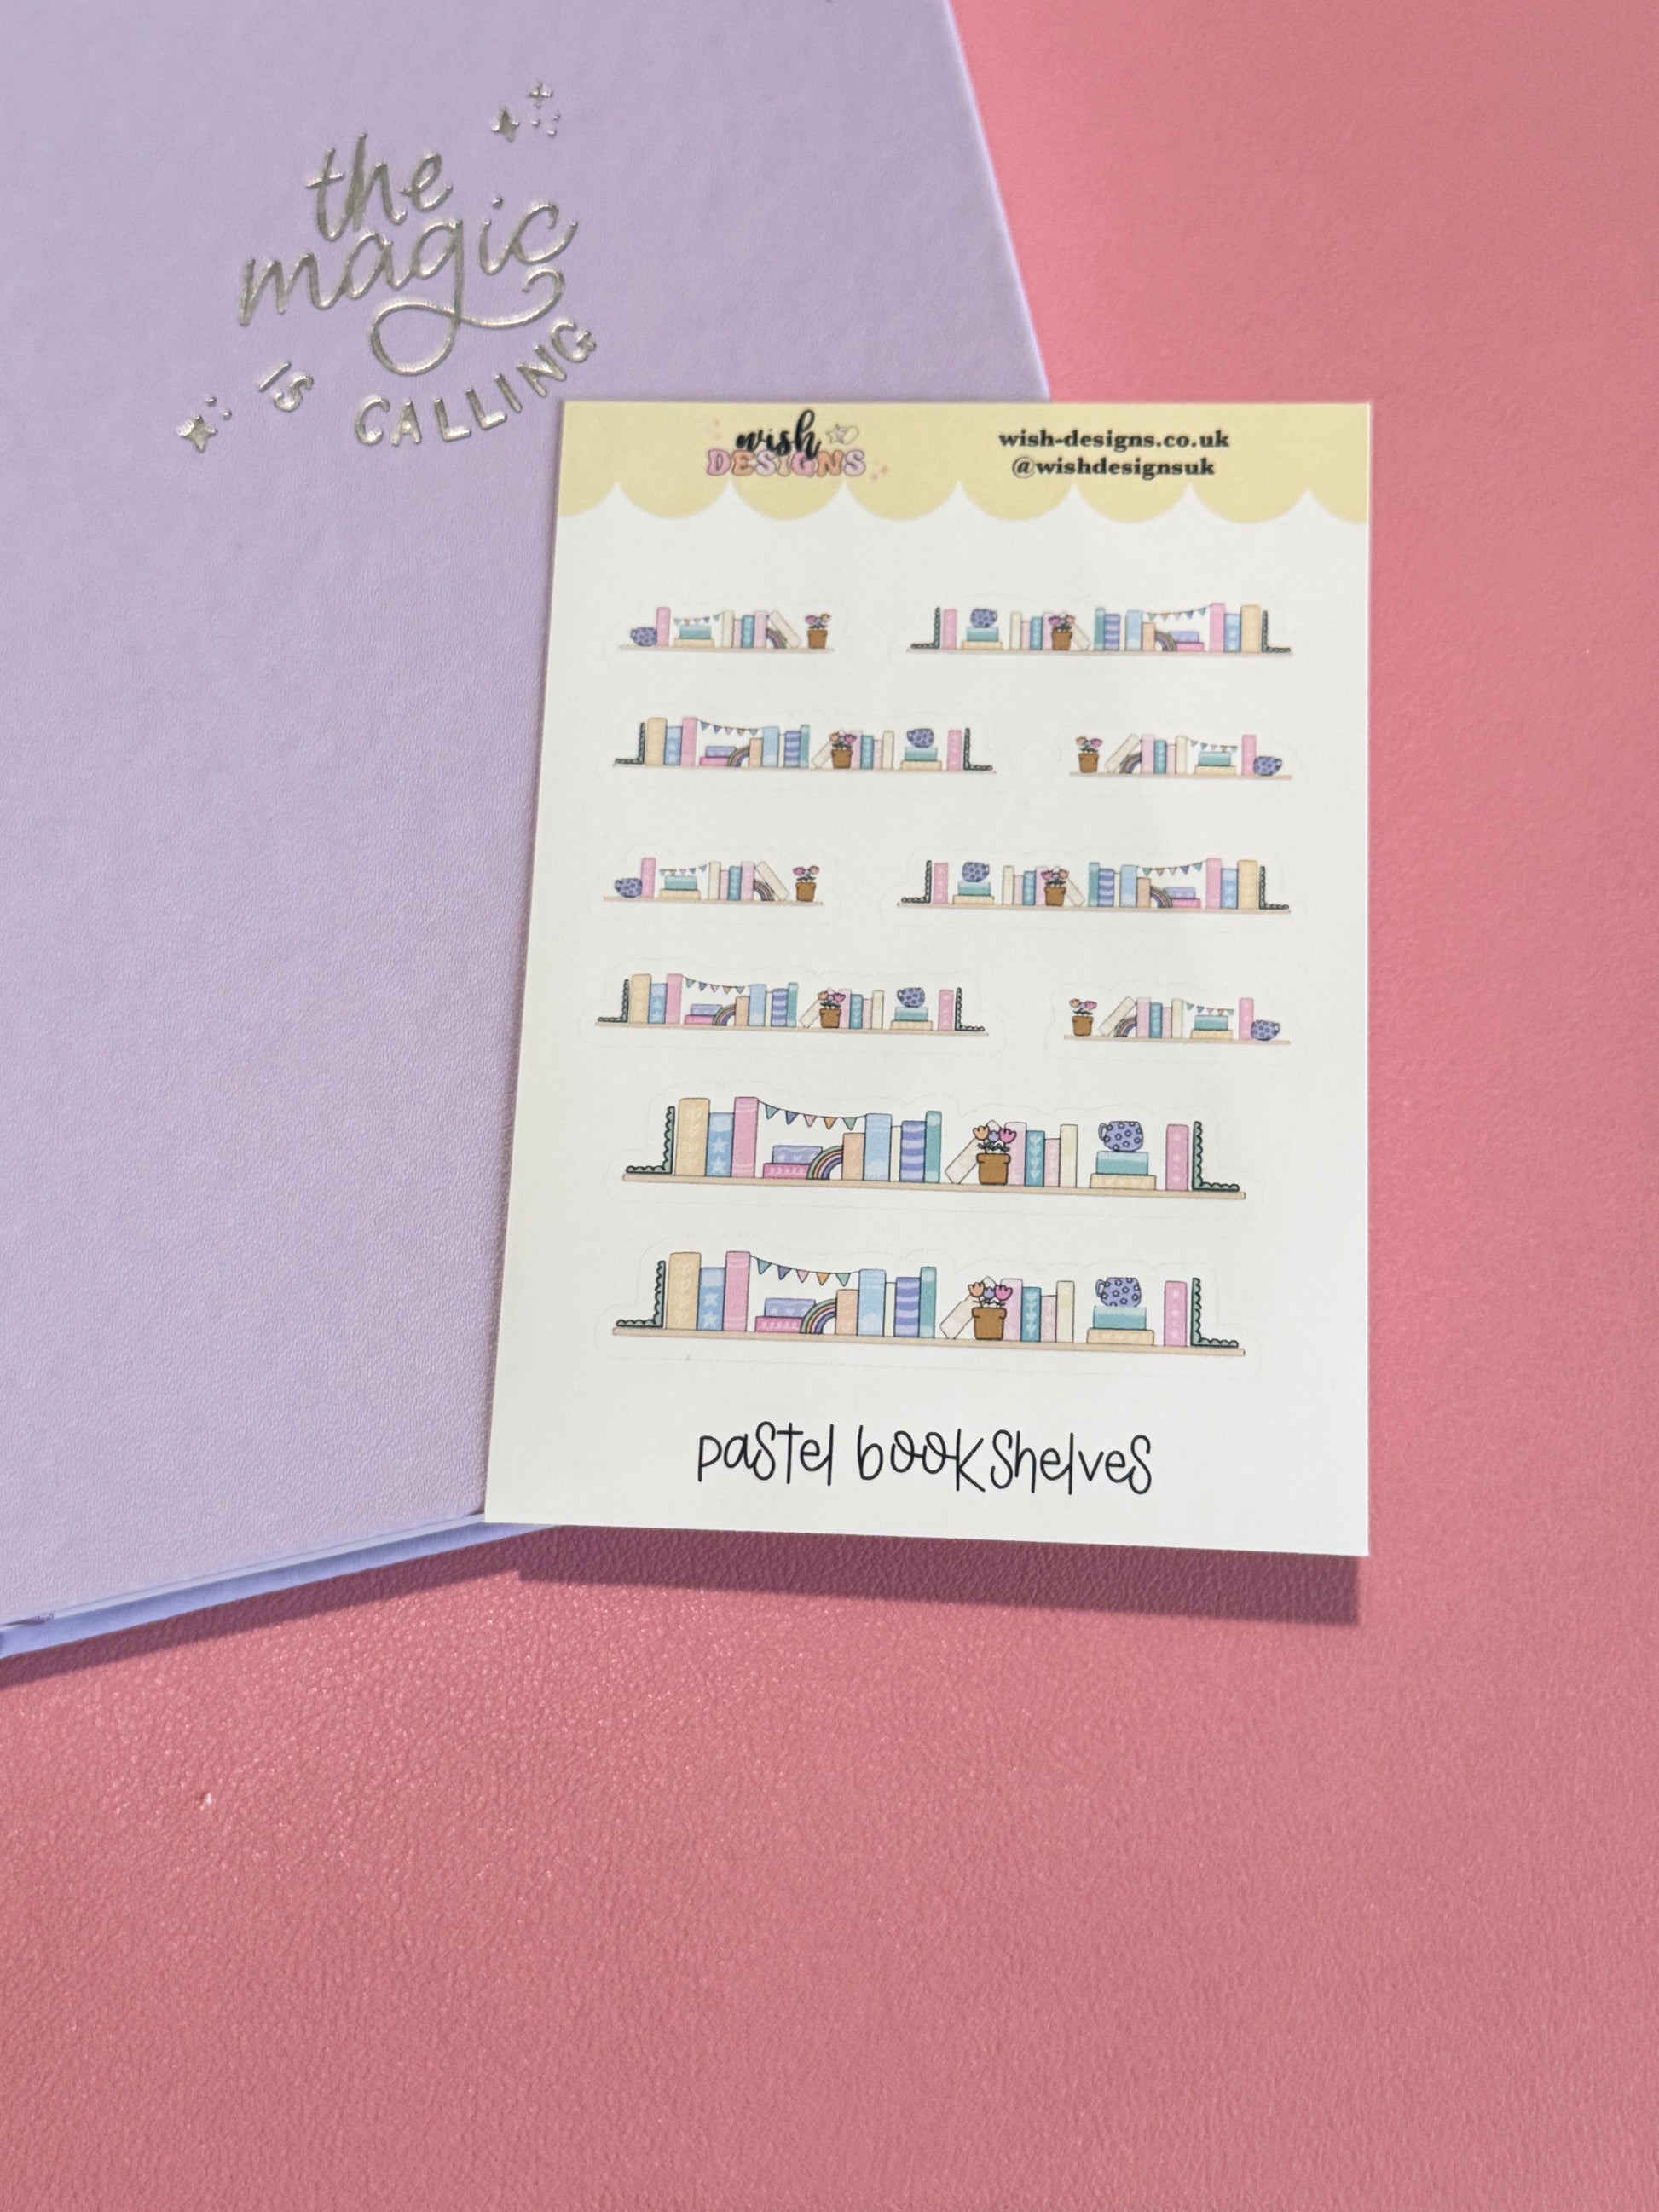 the
magic
is CALLING
wish
DESIGNS
wish-designs.co.uk
@wishdesignsuk
pastel bookshelves